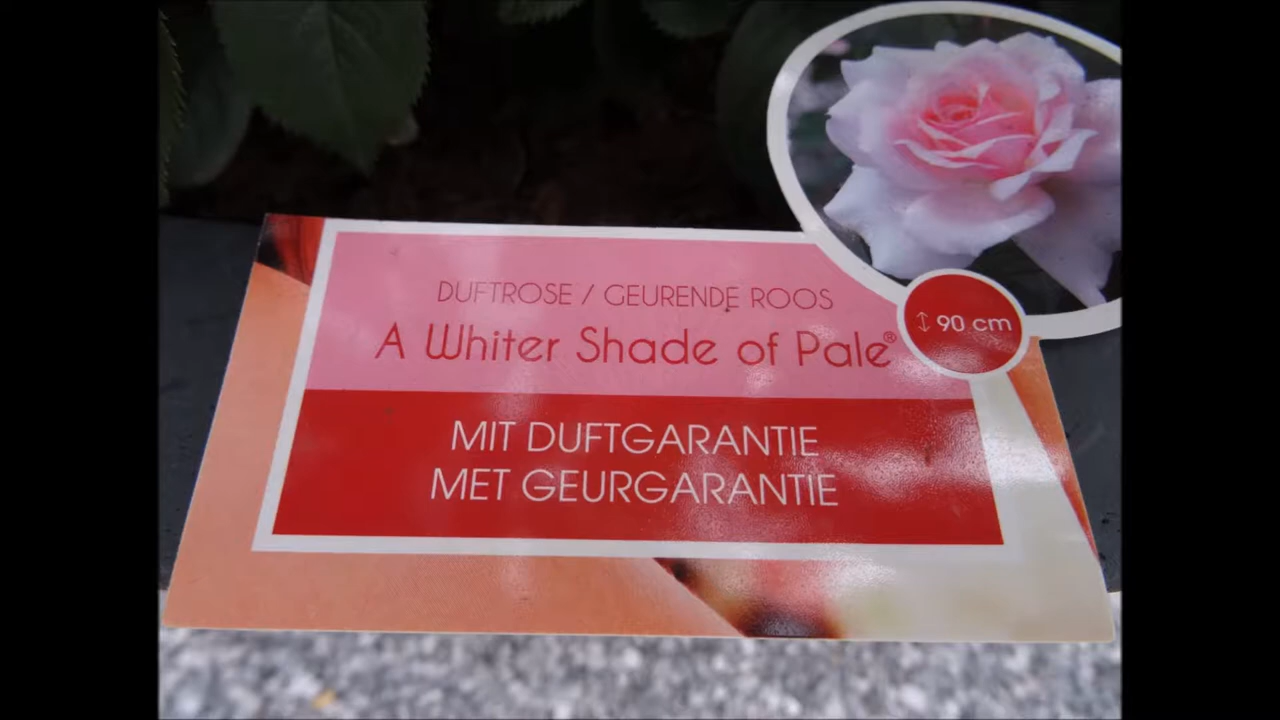 DUFTROSE / GEURENDE ROOS
A Whiter Shade of Pale®
↕ 90 cm
MIT DUFTGARANTIE
MET GEURGARANTIE